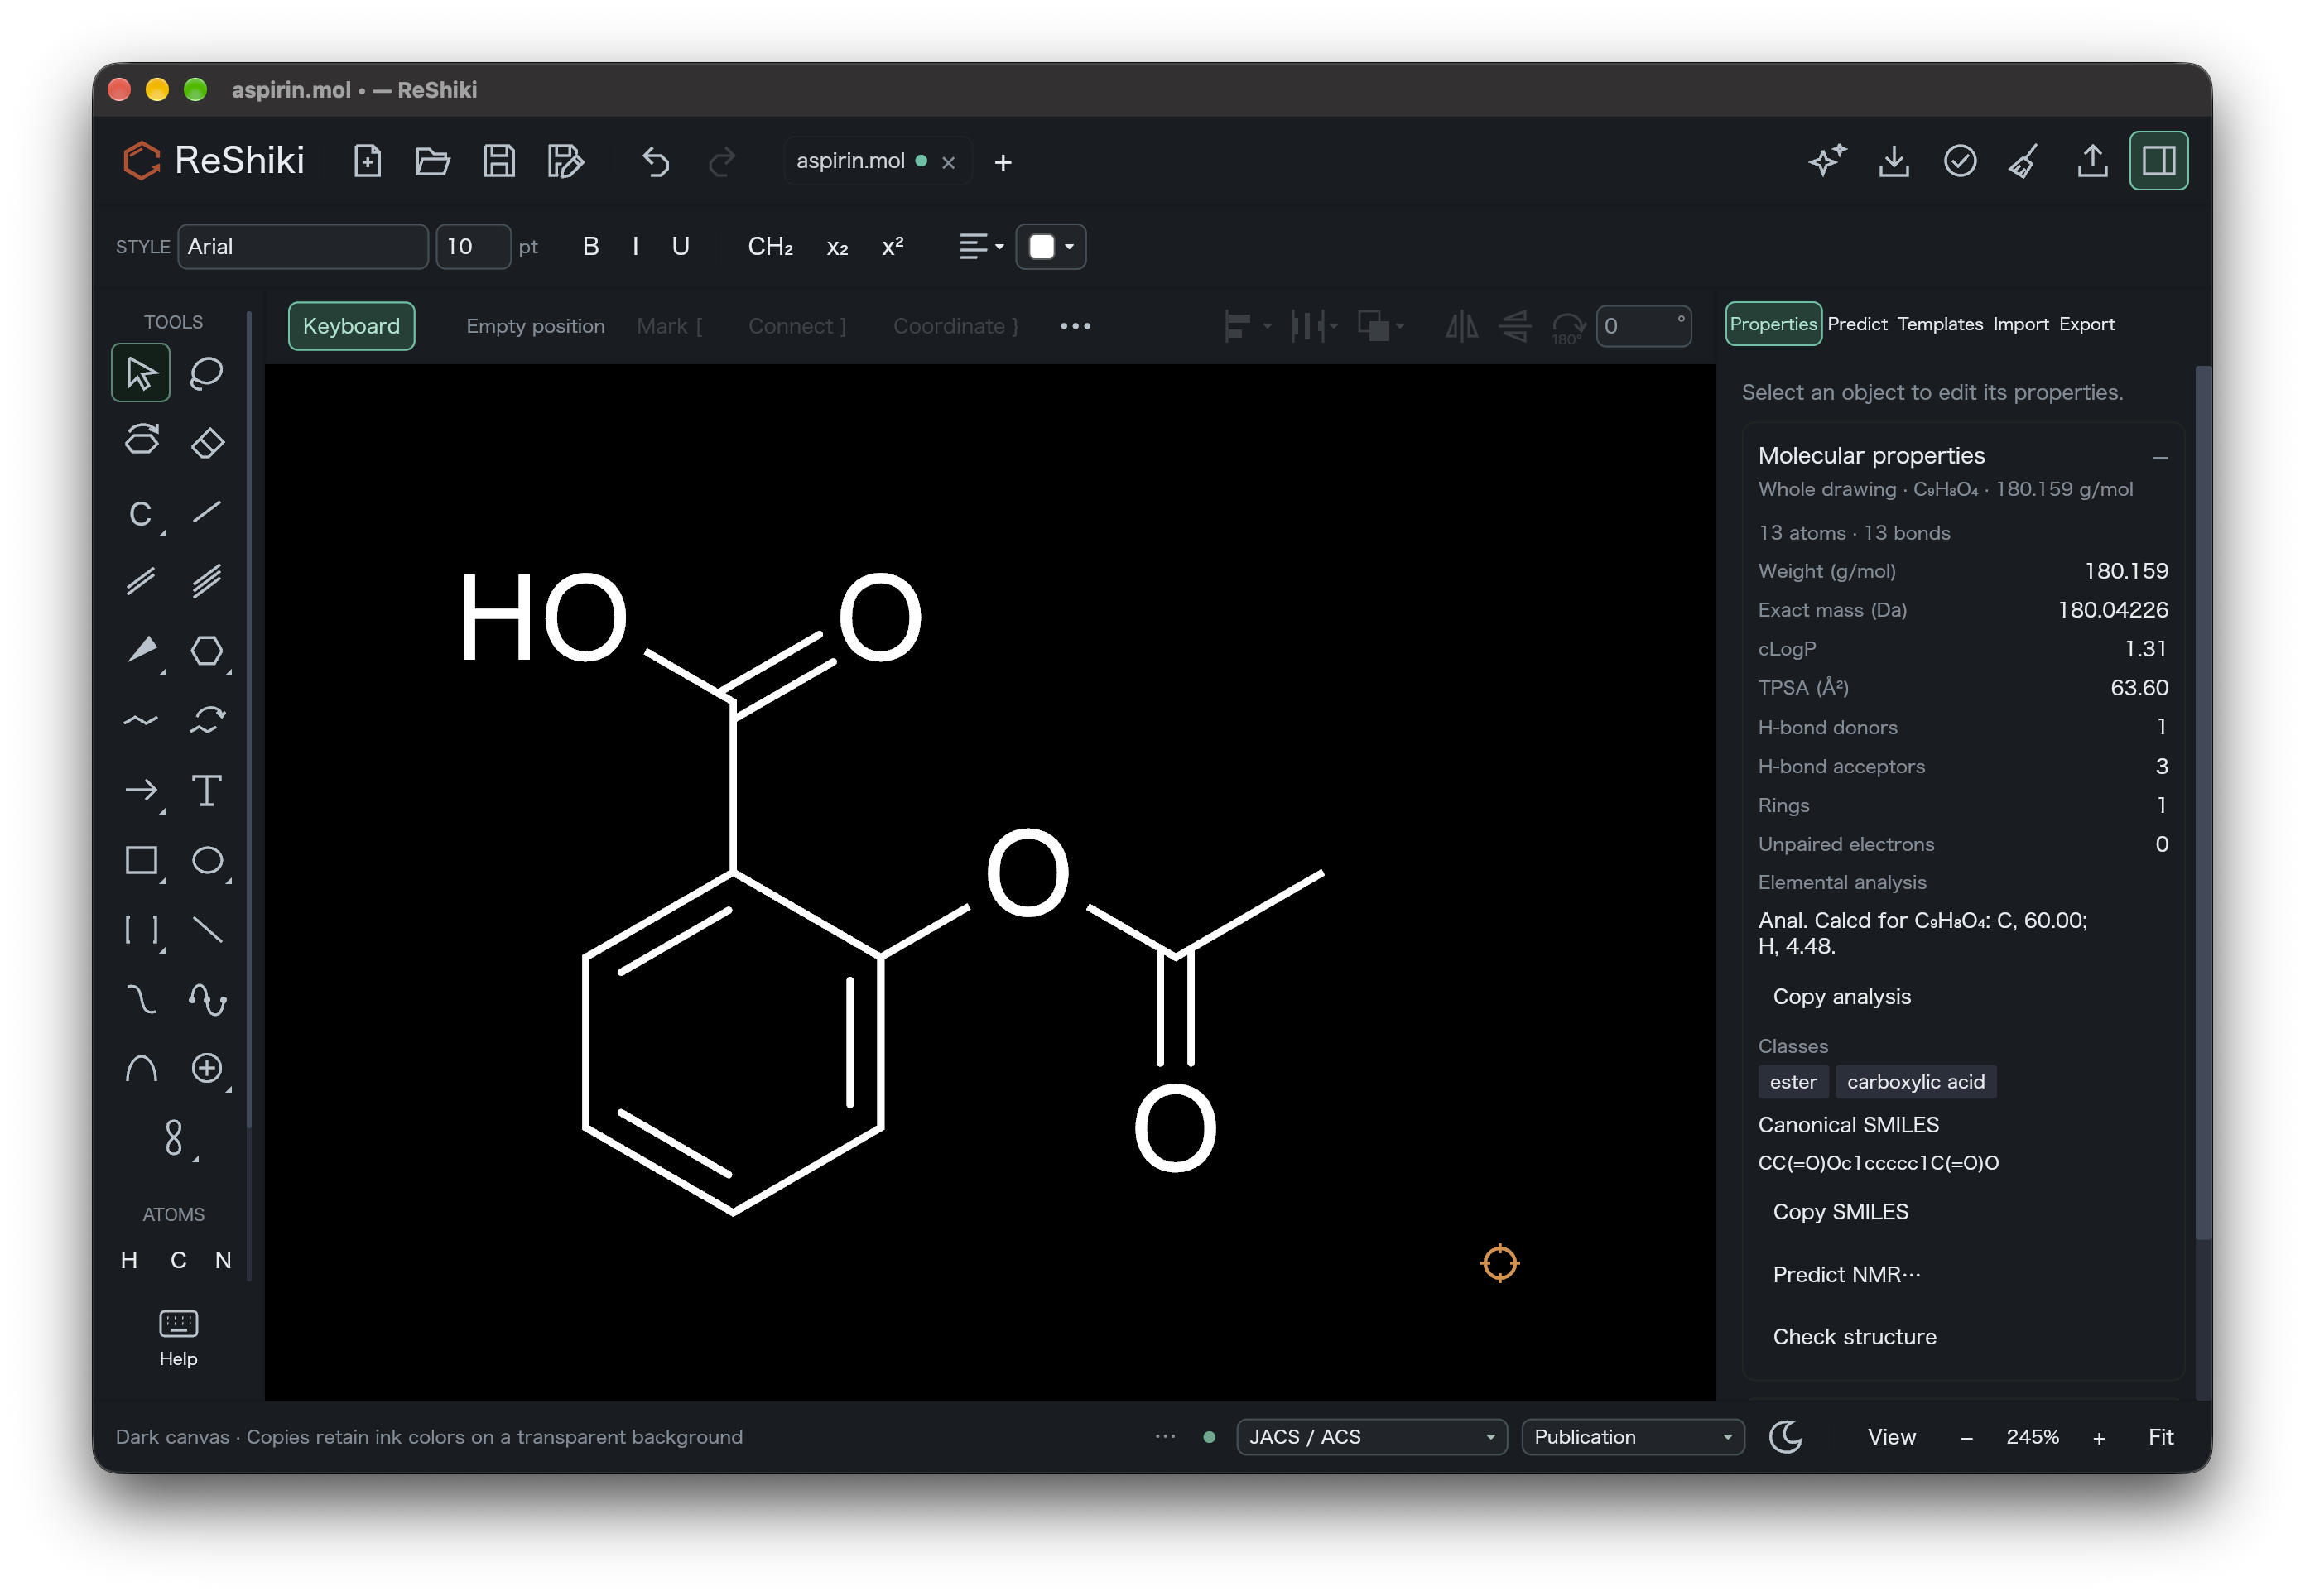 aspirin.mol • — ReShiki
ReShiki
aspirin.mol ● × +
STYLE Arial 10 pt B I U CH₂ x₂ x²
TOOLS
Keyboard Empty position Mark [ Connect ] Coordinate } ••• 180° 0 °
Properties Predict Templates Import Export
C
T
[ ]
ATOMS
H C N
Help
HO O
O
O
Select an object to edit its properties.
Molecular properties –
Whole drawing · C₉H₈O₄ · 180.159 g/mol
13 atoms · 13 bonds
Weight (g/mol) 180.159
Exact mass (Da) 180.04226
cLogP 1.31
TPSA (Å²) 63.60
H-bond donors 1
H-bond acceptors 3
Rings 1
Unpaired electrons 0
Elemental analysis
Anal. Calcd for C₉H₈O₄: C, 60.00;
H, 4.48.
Copy analysis
Classes
ester carboxylic acid
Canonical SMILES
CC(=O)Oc1ccccc1C(=O)O
Copy SMILES
Predict NMR···
Check structure
Dark canvas · Copies retain ink colors on a transparent background ··· JACS / ACS Publication View − 245% + Fit